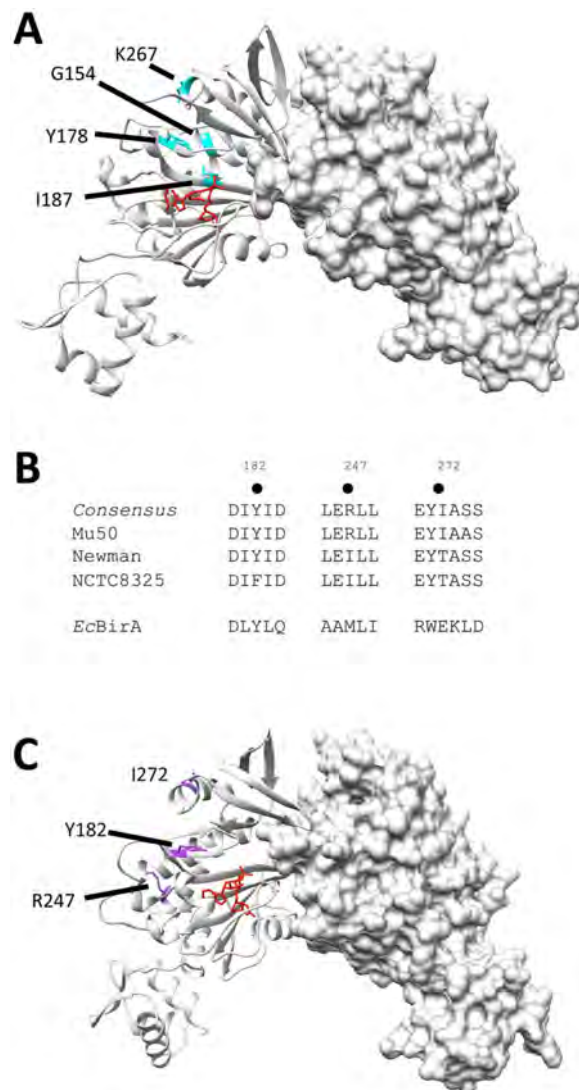 A
K267
G154
Y178
I187
B
182 247 272
Consensus DIYID LERLL EYIASS
Mu50 DIYID LERLL EYIAAS
Newman DIYID LEILL EYTASS
NCTC8325 DIFID LEILL EYTASS
EcBirA DLYLQ AAMLI RWEKLD
C
I272
Y182
R247